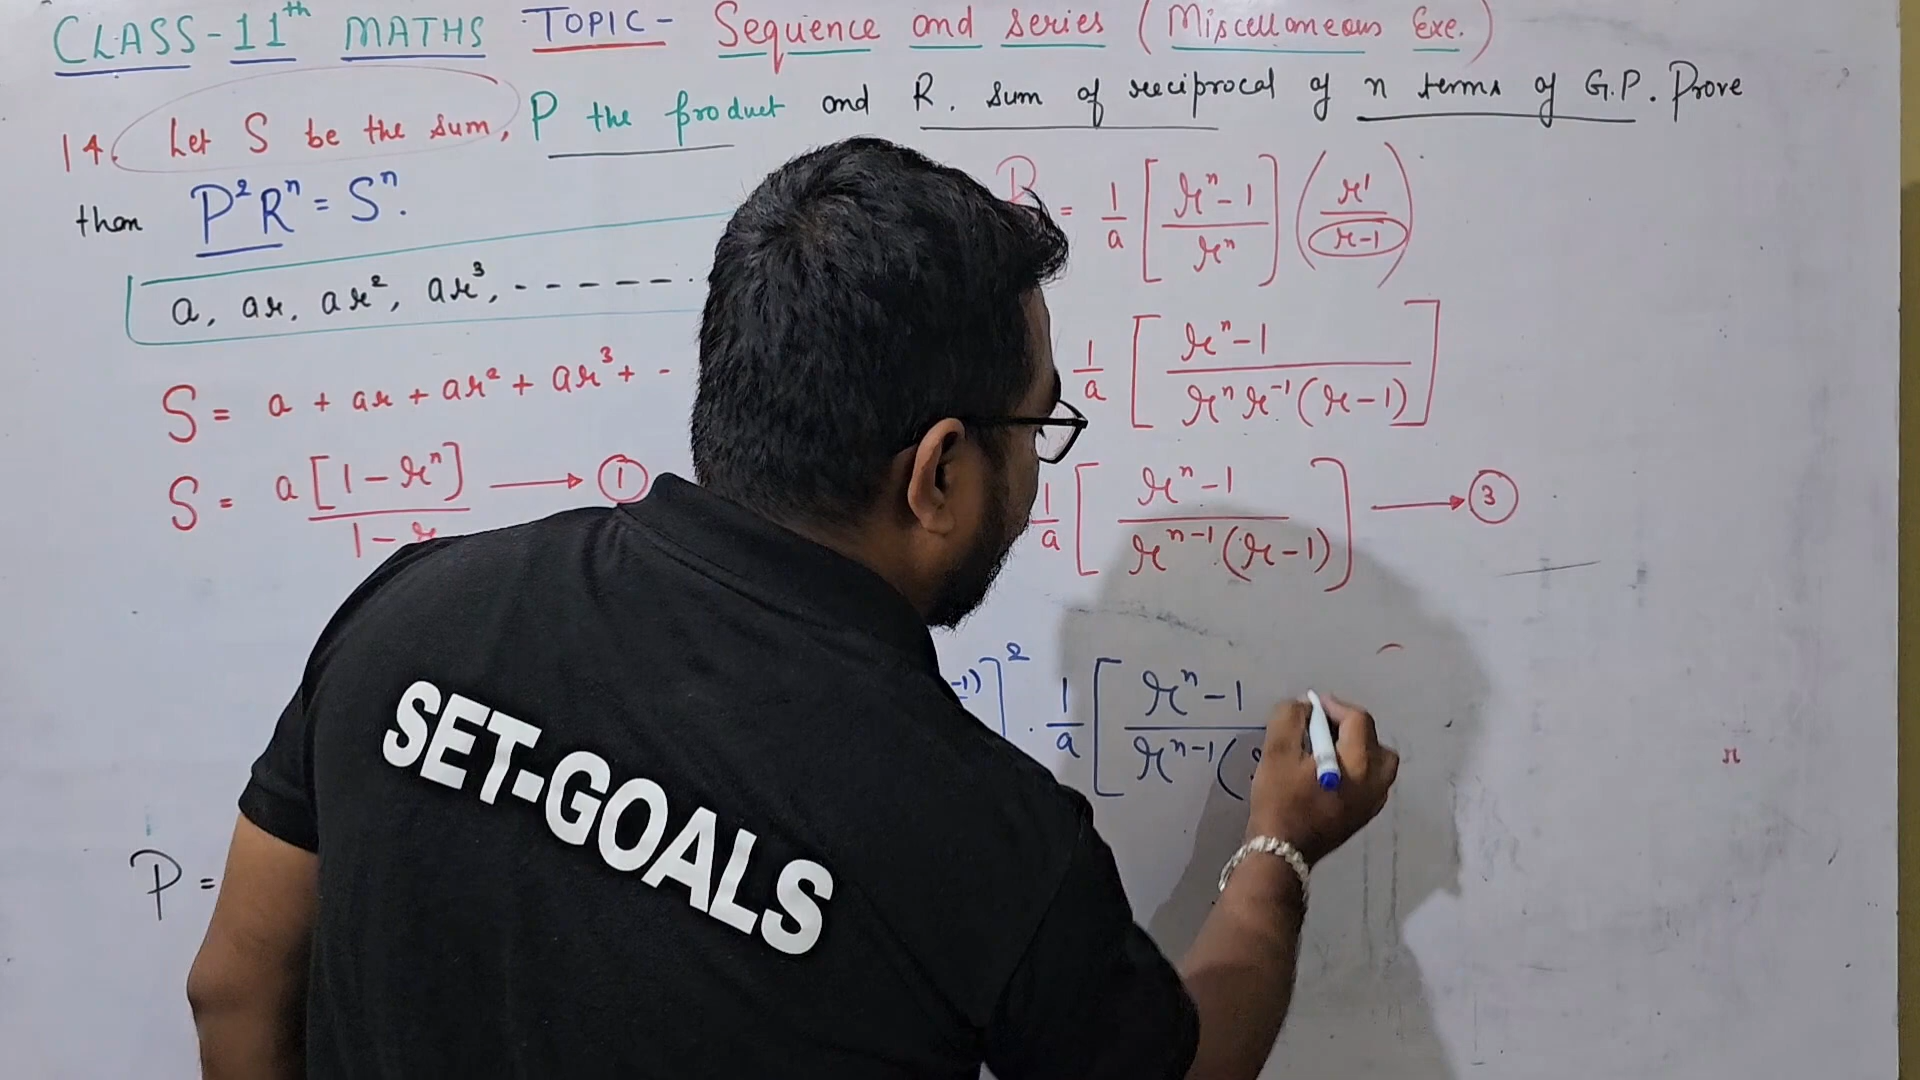 CLASS-11th MATHS TOPIC- Sequence and series (Miscellaneous Exe.)
14. Let S be the sum, P the product and R. sum of reciprocal of n terms of G.P. Prove
than P²Rⁿ = Sⁿ.
a, ar, ar², ar³, ------
S = a + ar + ar² + ar³ + -
S = a[1-rⁿ]/1-r → ①
P =
R = 1/a [rⁿ-1/rⁿ] (r¹/r-1)
1/a [rⁿ-1/rⁿ r⁻¹(r-1)]
1/a [rⁿ-1/rⁿ⁻¹(r-1)] → ③
-1)]² · 1/a [rⁿ-1/rⁿ⁻¹(
r
SET-GOALS